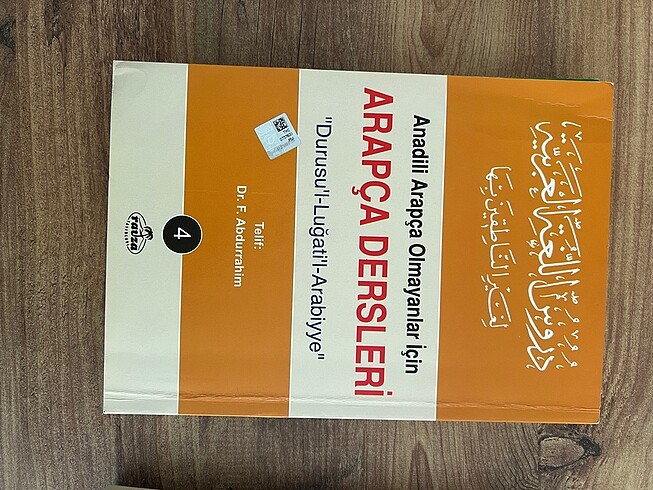 دروس اللغة العربية
لغير الناطقين بها
Anadili Arapça Olmayanlar İçin
ARAPÇA DERSLERİ
"Durusu'l-Luğati'l-Arabiyye"
Telif:
Dr. F. Abdurrahim
4
ravza